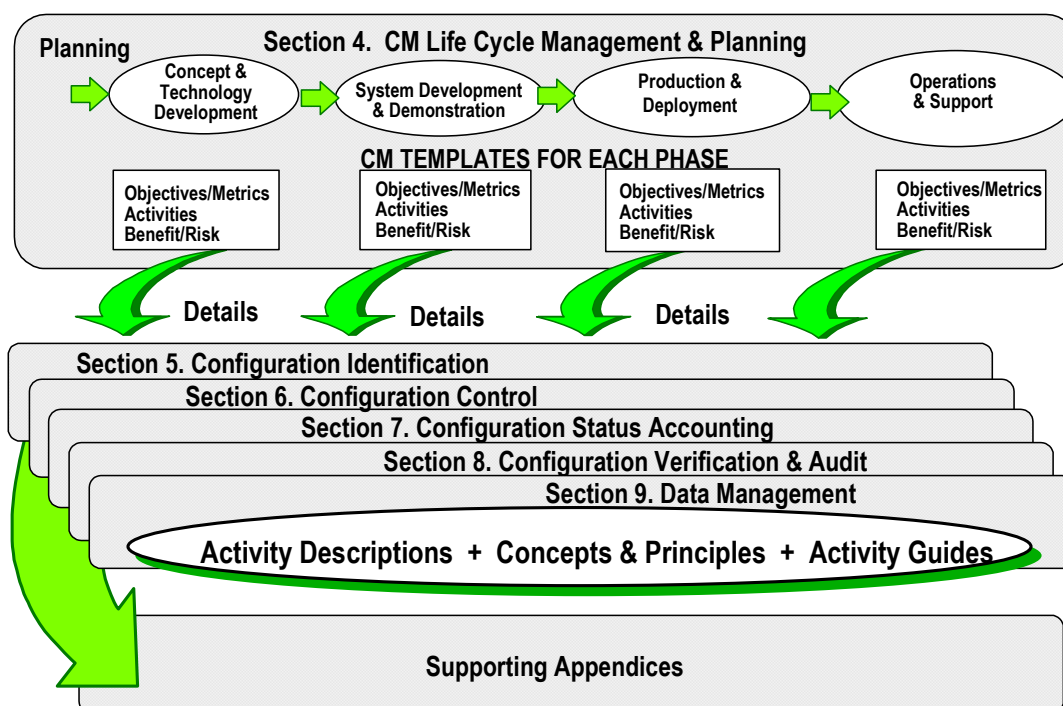 Section 4. CM Life Cycle Management & Planning
Planning
Concept &
Technology
Development
System Development
& Demonstration
Production &
Deployment
Operations
& Support
CM TEMPLATES FOR EACH PHASE
Objectives/Metrics
Activities
Benefit/Risk
Objectives/Metrics
Activities
Benefit/Risk
Objectives/Metrics
Activities
Benefit/Risk
Objectives/Metrics
Activities
Benefit/Risk
Details
Details
Details
Section 5. Configuration Identification
Section 6. Configuration Control
Section 7. Configuration Status Accounting
Section 8. Configuration Verification & Audit
Section 9. Data Management
Activity Descriptions + Concepts & Principles + Activity Guides
Supporting Appendices